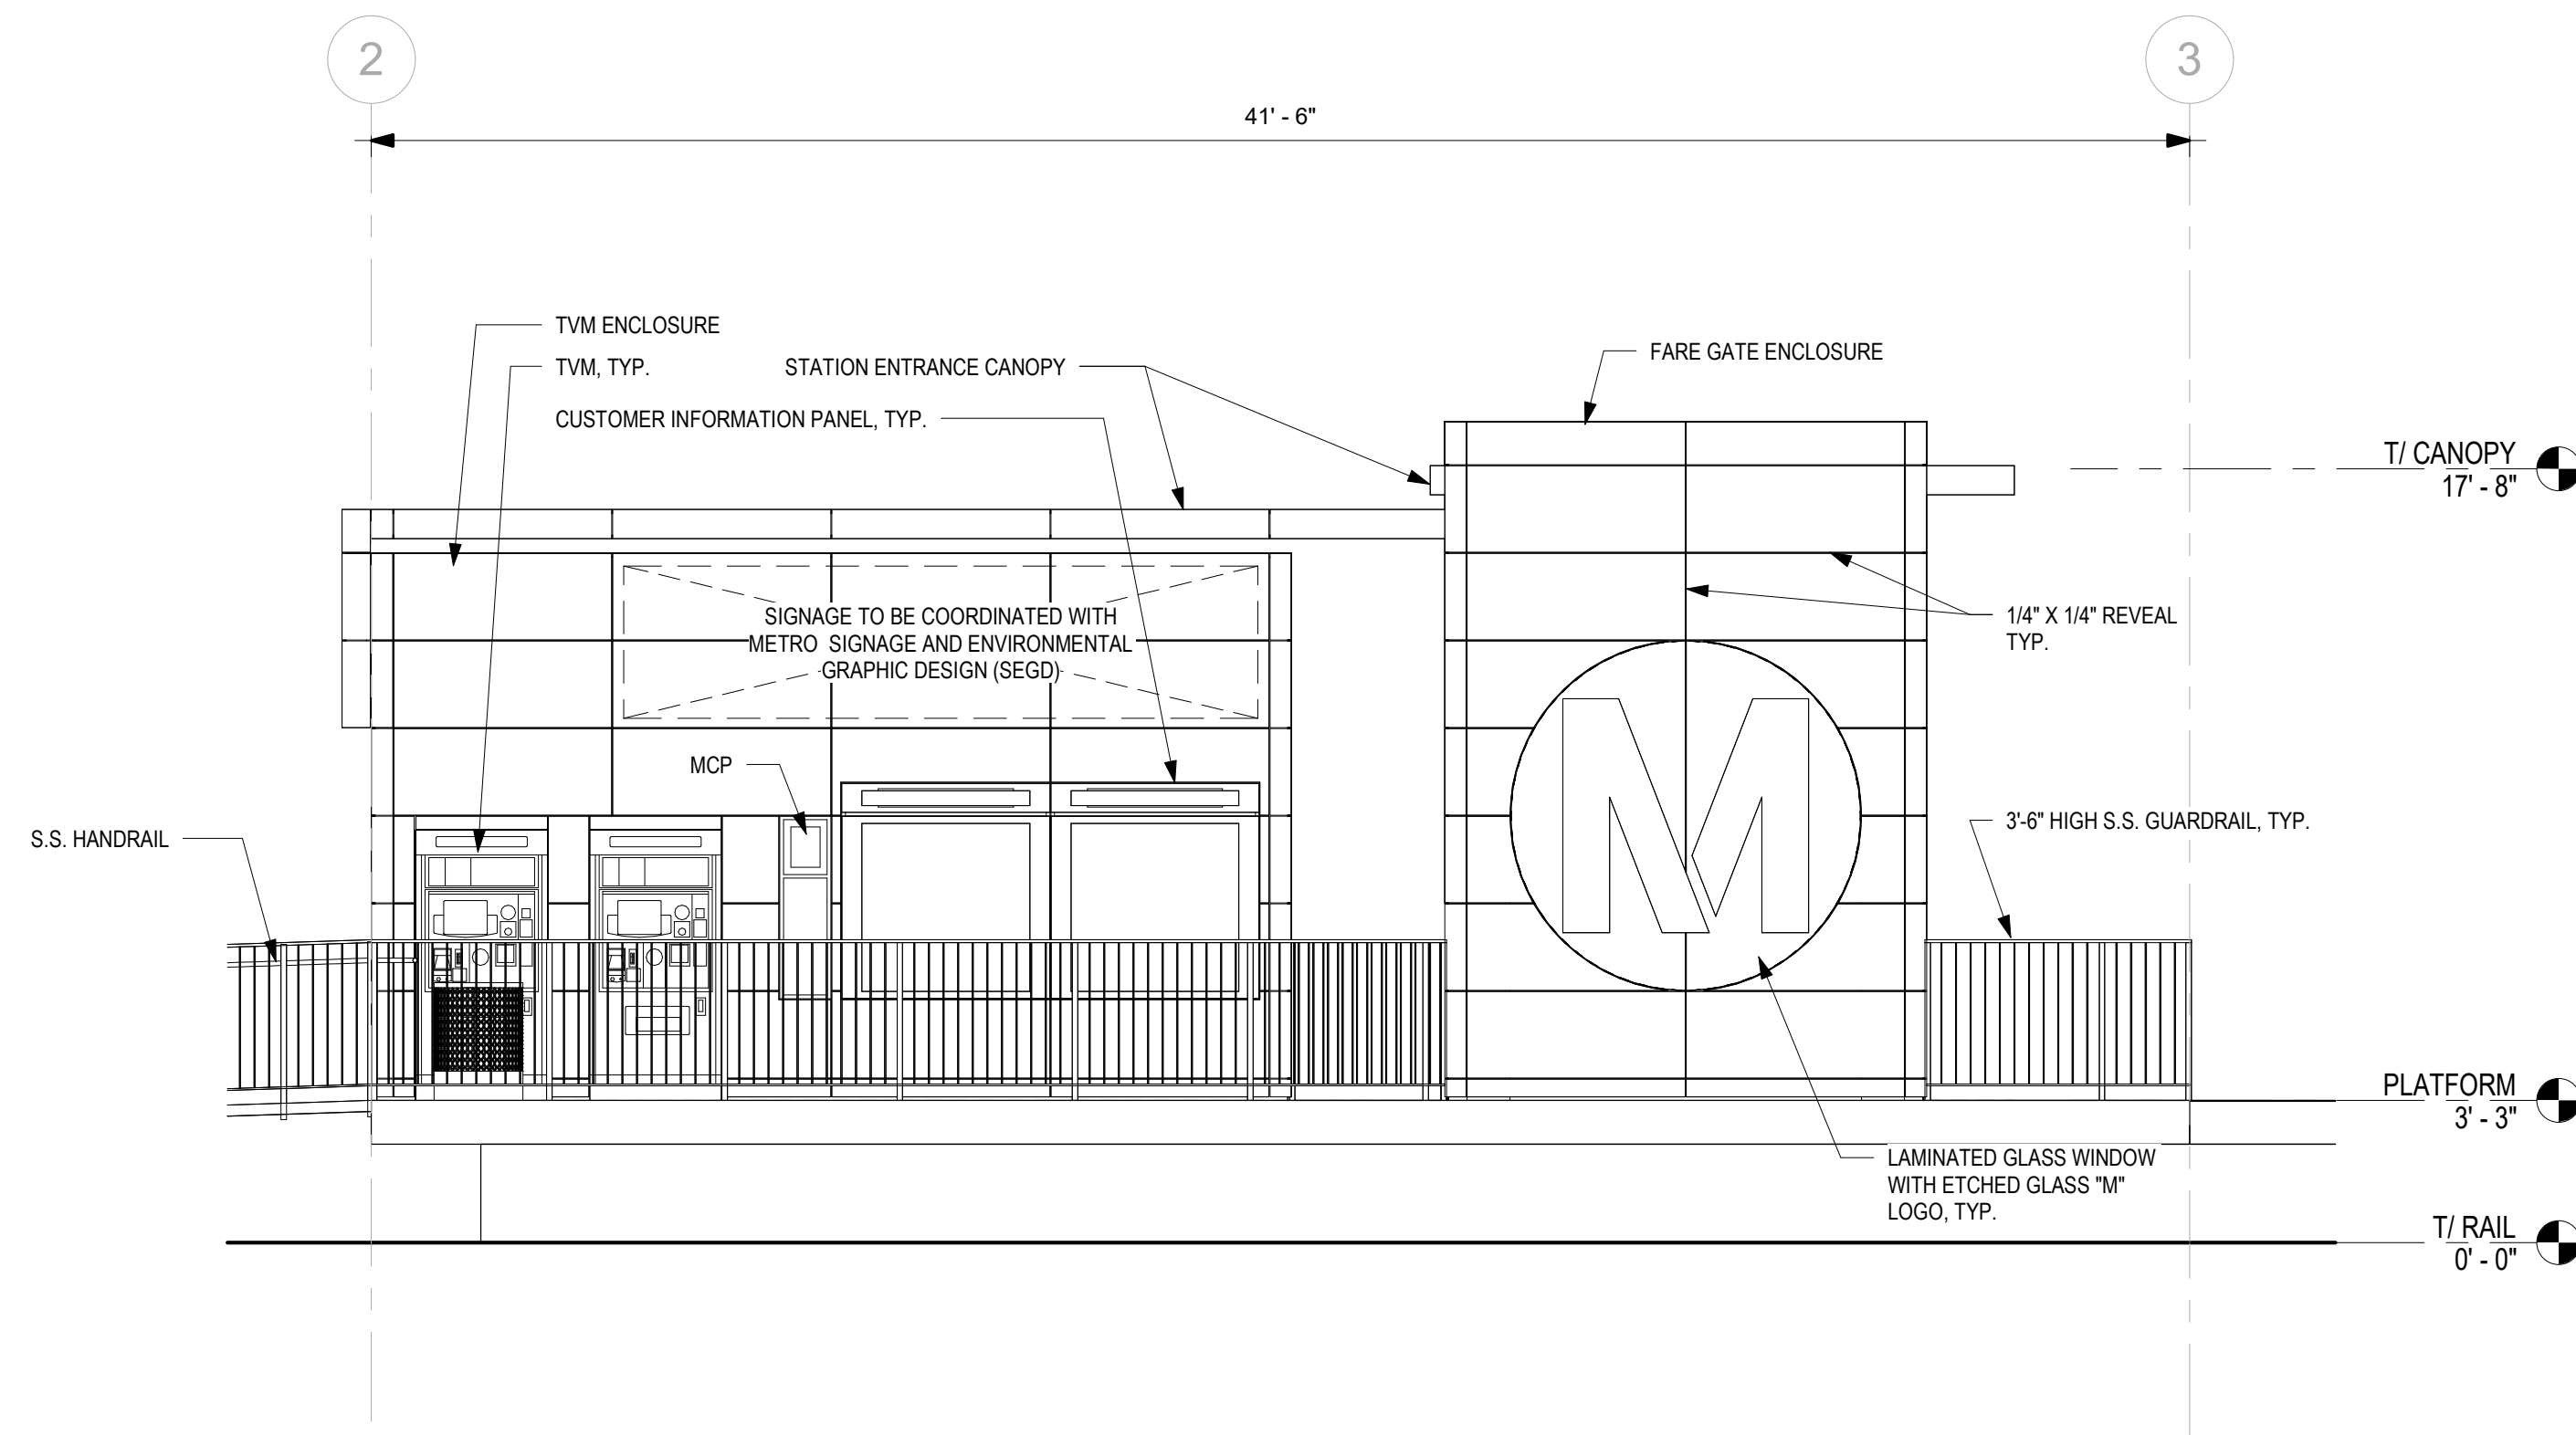 2
3
41' - 6"
TVM ENCLOSURE
TVM, TYP.
STATION ENTRANCE CANOPY
CUSTOMER INFORMATION PANEL, TYP.
FARE GATE ENCLOSURE
T/ CANOPY
17' - 8"
SIGNAGE TO BE COORDINATED WITH
METRO SIGNAGE AND ENVIRONMENTAL
GRAPHIC DESIGN (SEGD)
1/4" X 1/4" REVEAL
TYP.
MCP
M
S.S. HANDRAIL
3'-6" HIGH S.S. GUARDRAIL, TYP.
PLATFORM
3' - 3"
LAMINATED GLASS WINDOW
WITH ETCHED GLASS "M"
LOGO, TYP.
T/ RAIL
0' - 0"